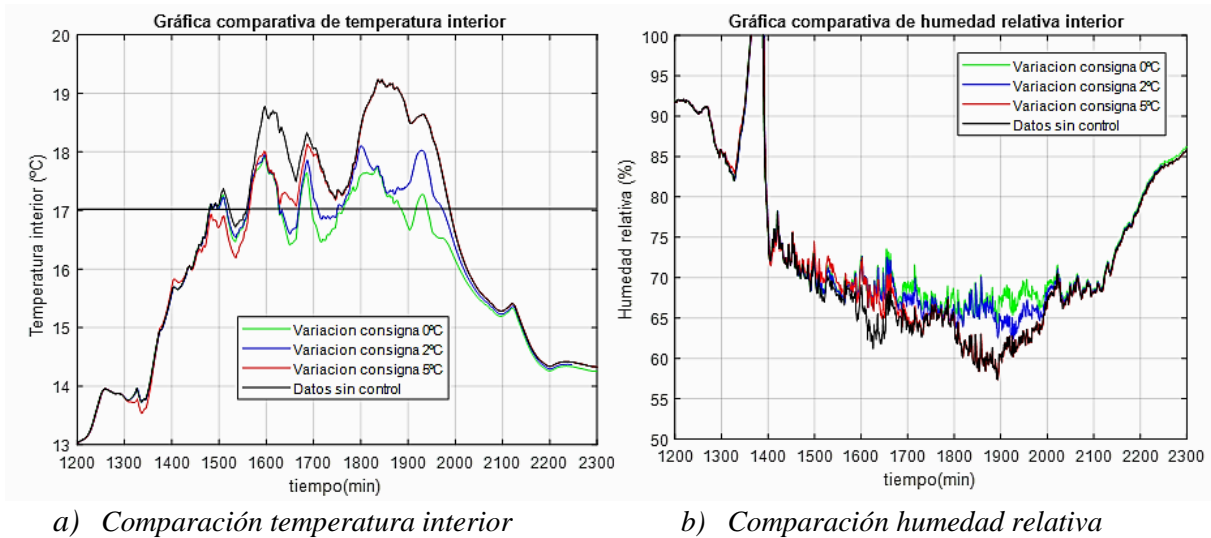 Gráfica comparativa de temperatura interior
20
19
18
17
16
15
14
13
Temperatura interior (ºC)
Variacion consigna 0ºC
Variacion consigna 2ºC
Variacion consigna 5ºC
Datos sin control
1200 1300 1400 1500 1600 1700 1800 1900 2000 2100 2200 2300
tiempo(min)
a) Comparación temperatura interior
Gráfica comparativa de humedad relativa interior
100
95
90
85
80
75
70
65
60
55
50
Humedad relativa (%)
Variacion consigna 0ºC
Variacion consigna 2ºC
Variacion consigna 5ºC
Datos sin control
1200 1300 1400 1500 1600 1700 1800 1900 2000 2100 2200 2300
tiempo(min)
b) Comparación humedad relativa